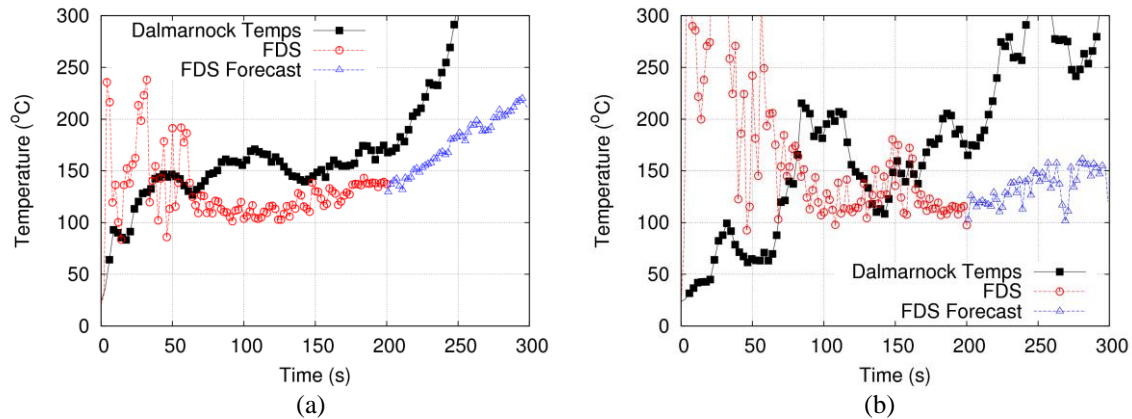 300
250
200
150
100
50
0
Temperature (°C)
Dalmarnock Temps
FDS
FDS Forecast
0 50 100 150 200 250 300
Time (s)
(a)
300
250
200
150
100
50
0
Temperature (°C)
Dalmarnock Temps
FDS
FDS Forecast
0 50 100 150 200 250 300
Time (s)
(b)